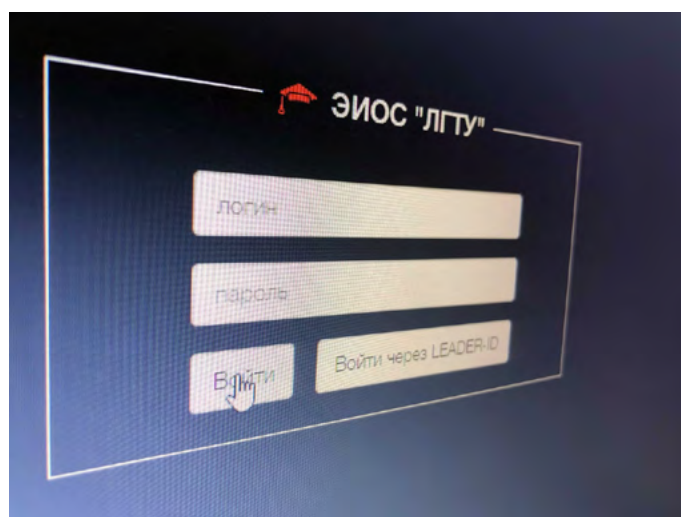 ЭИОС "ЛГТУ"
логин
пароль
Войти
Войти через LEADER-ID